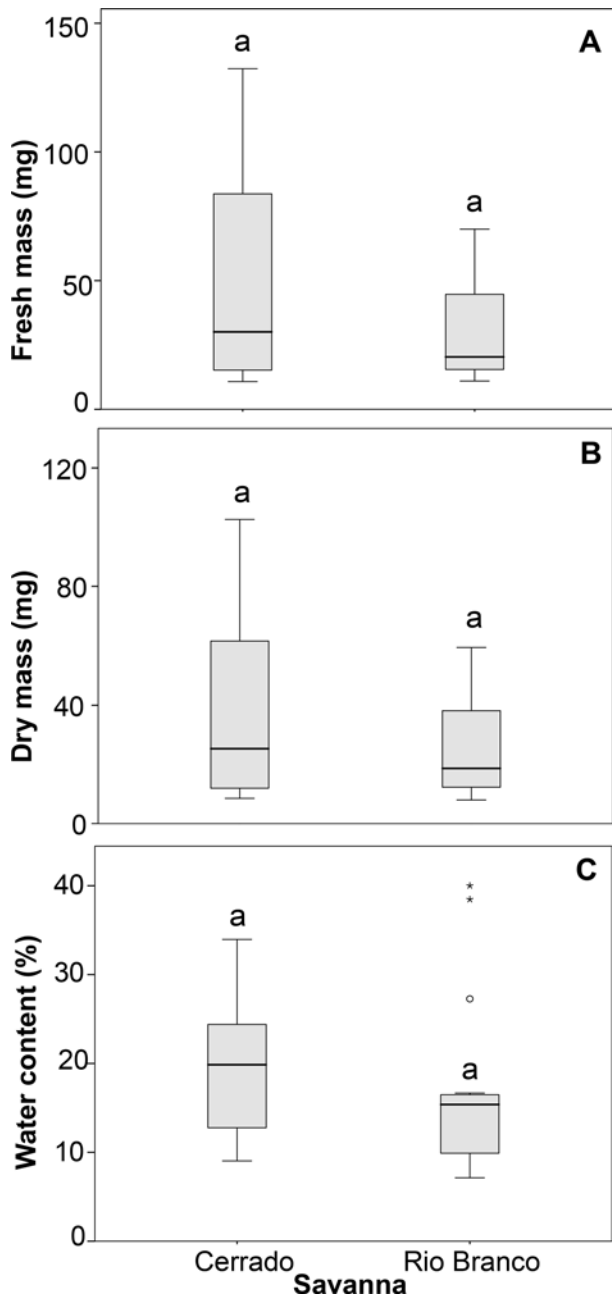 A
Fresh mass (mg)
150
100
50
0
a
a
B
Dry mass (mg)
120
80
40
0
a
a
C
Water content (%)
40
30
20
10
0
a
a
* 
*
Cerrado Rio Branco
Savanna